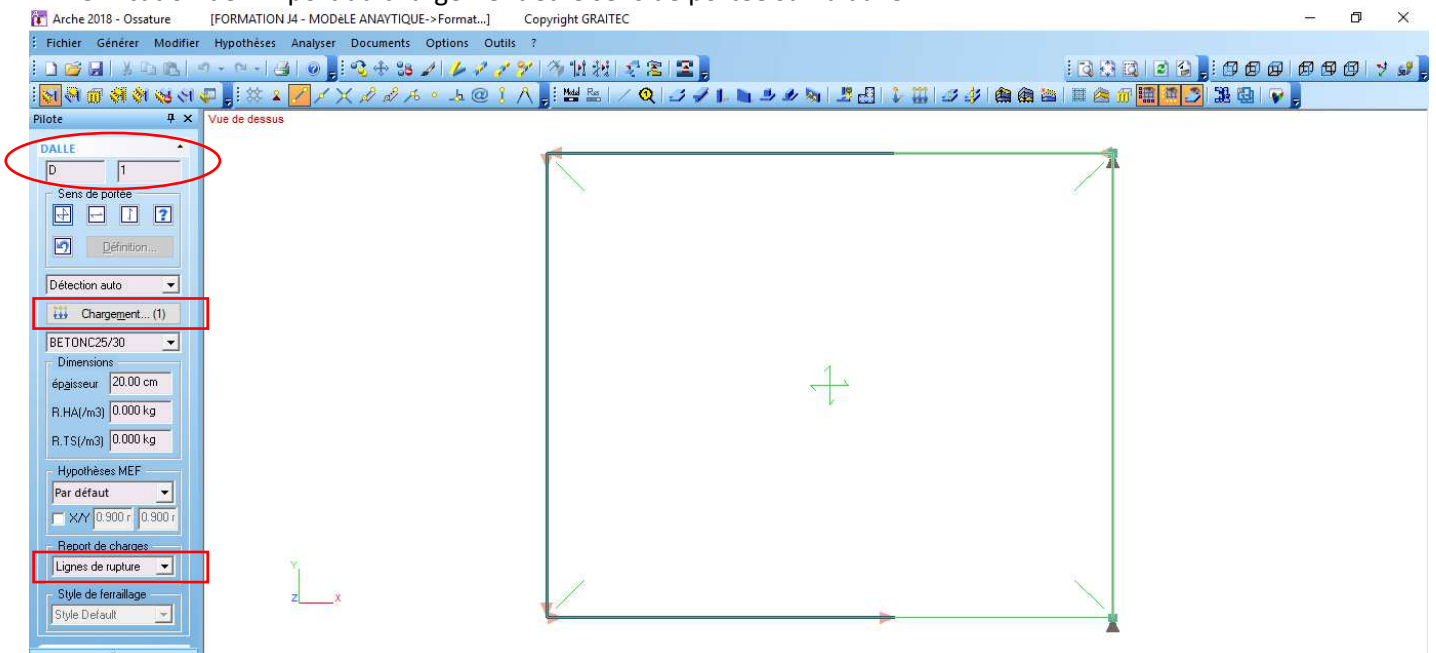 Arche 2018 - Ossature [FORMATION J4 - MODèLE ANAYTIQUE->Format...] Copyright GRAITEC
Fichier Générer Modifier Hypothèses Analyser Documents Options Outils ?
Pilote
Vue de dessus
DALLE
D 1
Sens de portée
?
Définition...
Détection auto
Chargement... (1)
BETONC25/30
Dimensions
épaisseur 20.00 cm
R.HA(/m3) 0.000 kg
R.TS(/m3) 0.000 kg
Hypothèses MEF
Par défaut
X/Y 0.900 r 0.900 r
Report de charges
Lignes de rupture
Style de ferraillage
Style Default
Y
Z X